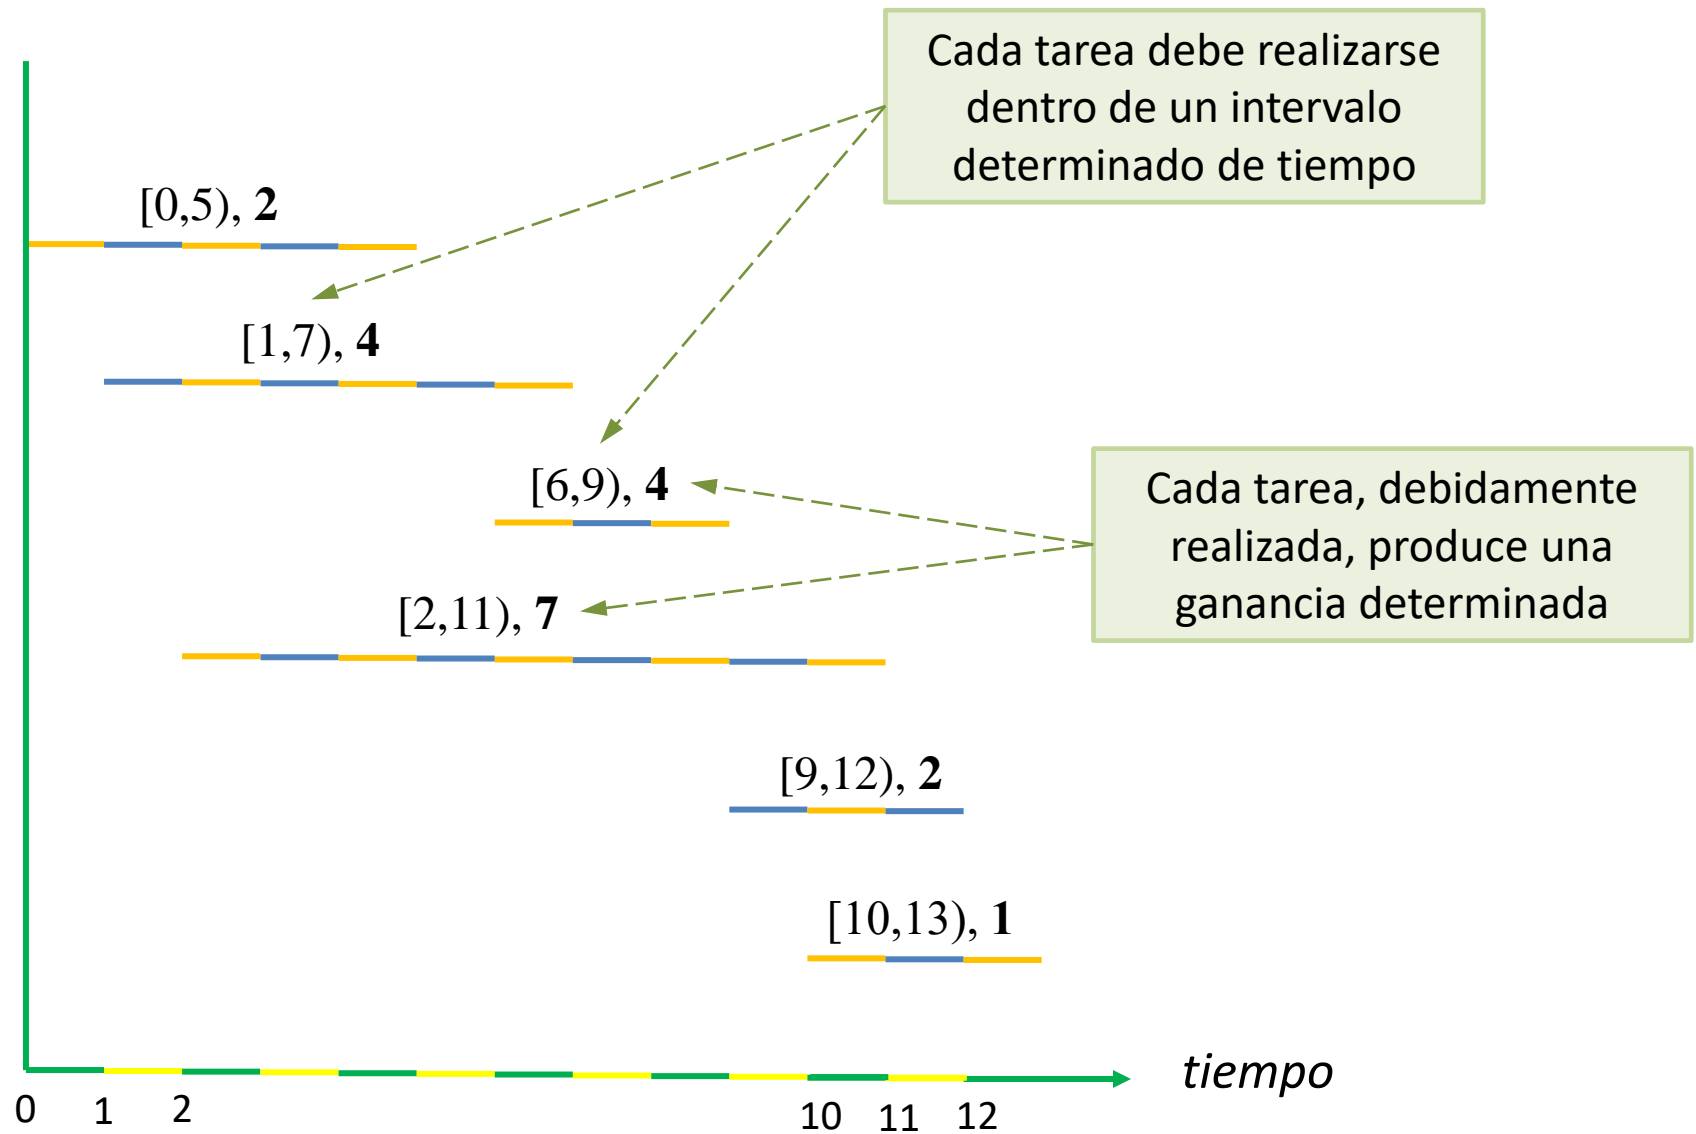 Cada tarea debe realizarse
dentro de un intervalo
determinado de tiempo
[0,5), 2
[1,7), 4
[6,9), 4
Cada tarea, debidamente
realizada, produce una
ganancia determinada
[2,11), 7
[9,12), 2
[10,13), 1
tiempo
0 1 2 10 11 12